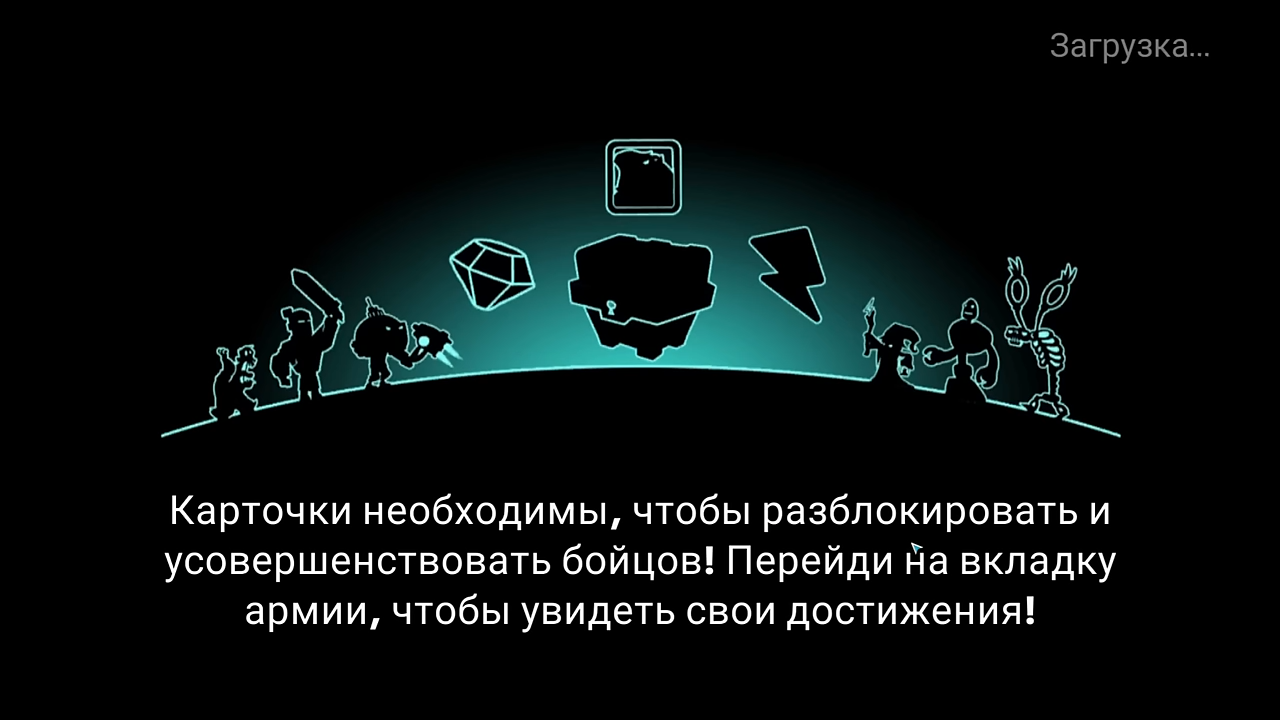 Загрузка...
Карточки необходимы, чтобы разблокировать и
усовершенствовать бойцов! Перейди на вкладку
армии, чтобы увидеть свои достижения!